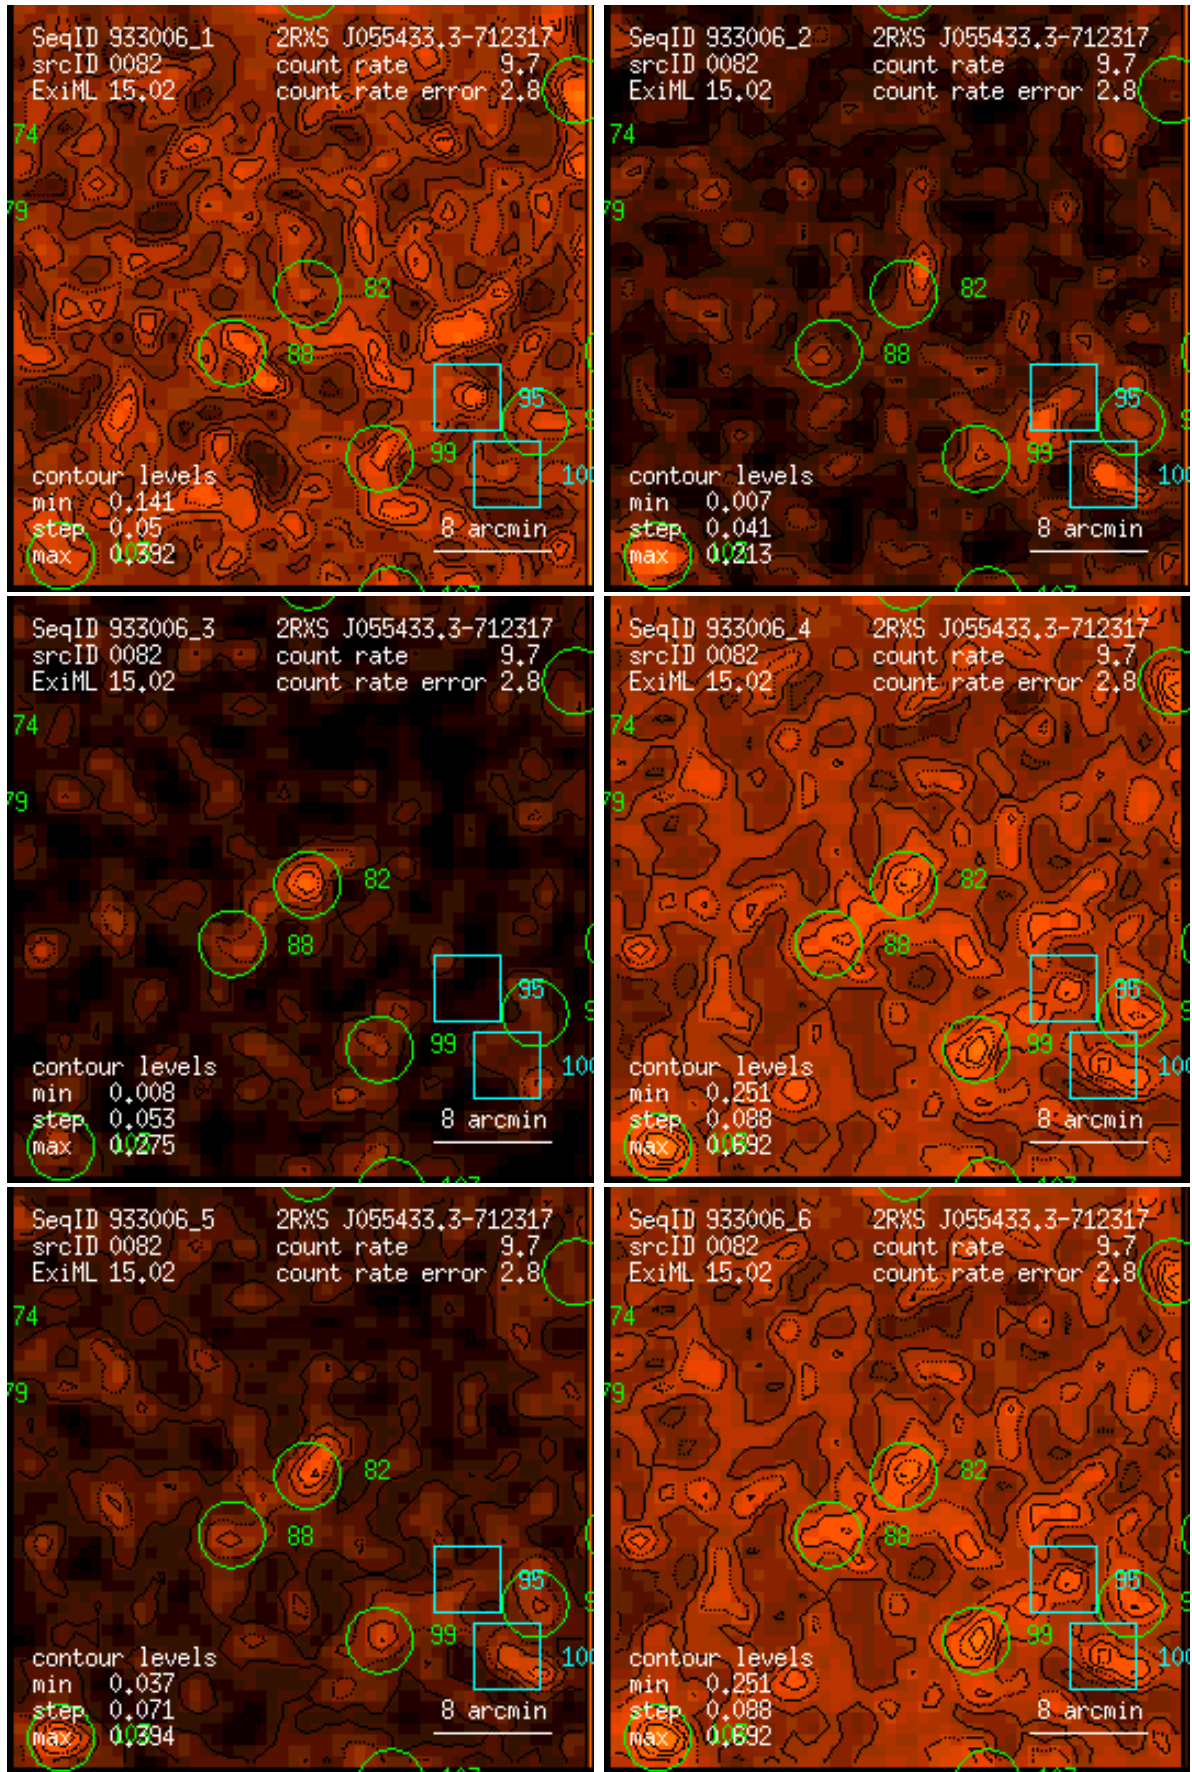 SeqID 933006_1 2RXS J055433.3-712317
srcID 0082 count rate 9.7
ExiML 15.02 count rate error 2.8
74
79
82
88
95
99
100
contour levels
min 0.141
step 0.05
max 0.392
8 arcmin
SeqID 933006_2 2RXS J055433.3-712317
srcID 0082 count rate 9.7
ExiML 15.02 count rate error 2.8
74
79
82
88
95
99
100
contour levels
min 0.007
step 0.041
max 0.213
8 arcmin
SeqID 933006_3 2RXS J055433.3-712317
srcID 0082 count rate 9.7
ExiML 15.02 count rate error 2.8
74
79
82
88
95
99
100
contour levels
min 0.008
step 0.053
max 0.275
8 arcmin
SeqID 933006_4 2RXS J055433.3-712317
srcID 0082 count rate 9.7
ExiML 15.02 count rate error 2.8
74
79
82
88
95
99
100
contour levels
min 0.251
step 0.088
max 0.692
8 arcmin
SeqID 933006_5 2RXS J055433.3-712317
srcID 0082 count rate 9.7
ExiML 15.02 count rate error 2.8
74
79
82
88
95
99
100
contour levels
min 0.037
step 0.071
max 0.394
8 arcmin
SeqID 933006_6 2RXS J055433.3-712317
srcID 0082 count rate 9.7
ExiML 15.02 count rate error 2.8
74
79
82
88
95
99
100
contour levels
min 0.251
step 0.088
max 0.692
8 arcmin